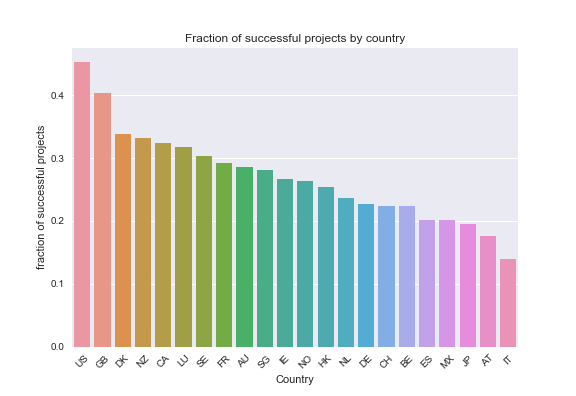 Fraction of successful projects by country
fraction of successful projects
0.4
0.3
0.2
0.1
0.0
US GB DK NZ CA LU SE FR AU SG IE NO HK NL DE CH BE ES MX JP AT IT
Country